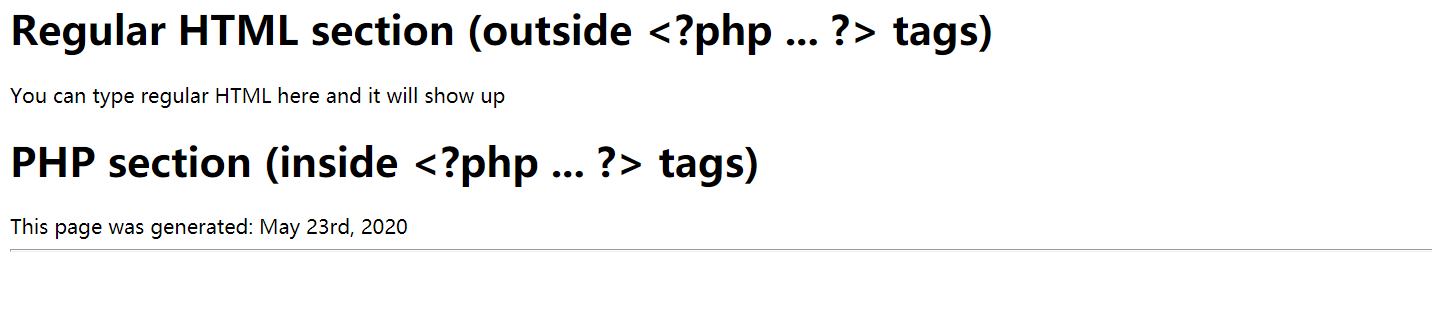 Regular HTML section (outside <?php ... ?> tags)
You can type regular HTML here and it will show up
PHP section (inside <?php ... ?> tags)
This page was generated: May 23rd, 2020